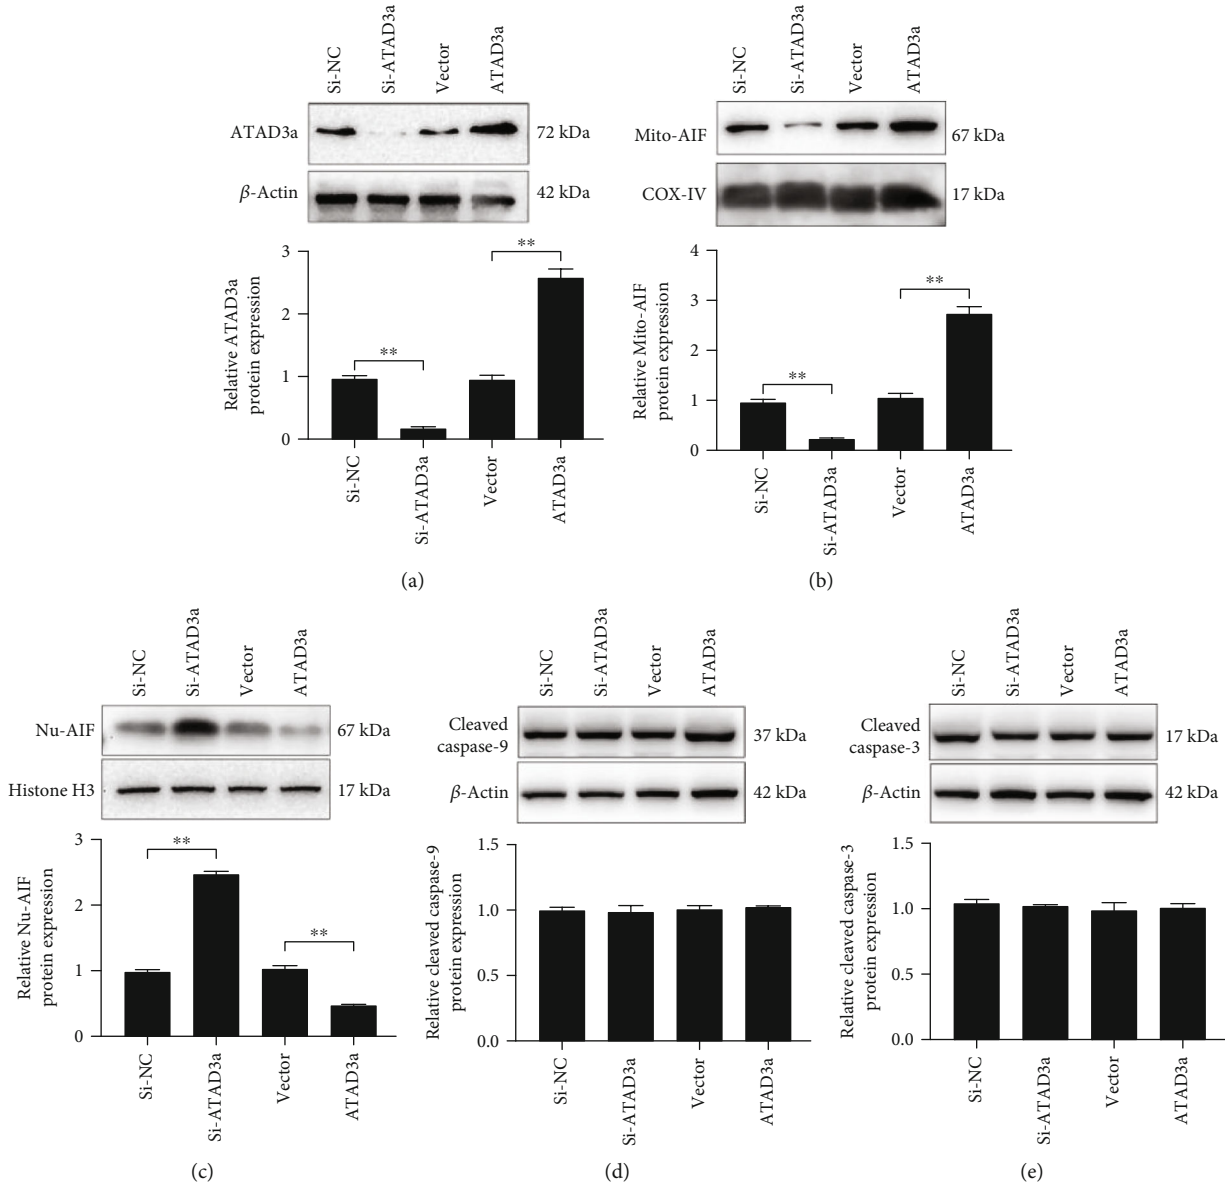 Si-NC
Si-ATAD3a
Vector
ATAD3a
ATAD3a
72 kDa
β-Actin
42 kDa
Relative ATAD3a
protein expression
3
2
1
0
**
**
Si-NC
Si-ATAD3a
Vector
ATAD3a
(a)
Si-NC
Si-ATAD3a
Vector
ATAD3a
Mito-AIF
67 kDa
COX-IV
17 kDa
Relative Mito-AIF
protein expression
4
3
2
1
0
**
**
Si-NC
Si-ATAD3a
Vector
ATAD3a
(b)
Si-NC
Si-ATAD3a
Vector
ATAD3a
Nu-AIF
67 kDa
Histone H3
17 kDa
Relative Nu-AIF
protein expression
3
2
1
0
**
**
Si-NC
Si-ATAD3a
Vector
ATAD3a
(c)
Si-NC
Si-ATAD3a
Vector
ATAD3a
Cleaved
caspase-9
37 kDa
β-Actin
42 kDa
Relative cleaved caspase-9
protein expression
1.5
1.0
0.5
0.0
Si-NC
Si-ATAD3a
Vector
ATAD3a
(d)
Si-NC
Si-ATAD3a
Vector
ATAD3a
Cleaved
caspase-3
17 kDa
β-Actin
42 kDa
Relative cleaved caspase-3
protein expression
1.5
1.0
0.5
0.0
Si-NC
Si-ATAD3a
Vector
ATAD3a
(e)